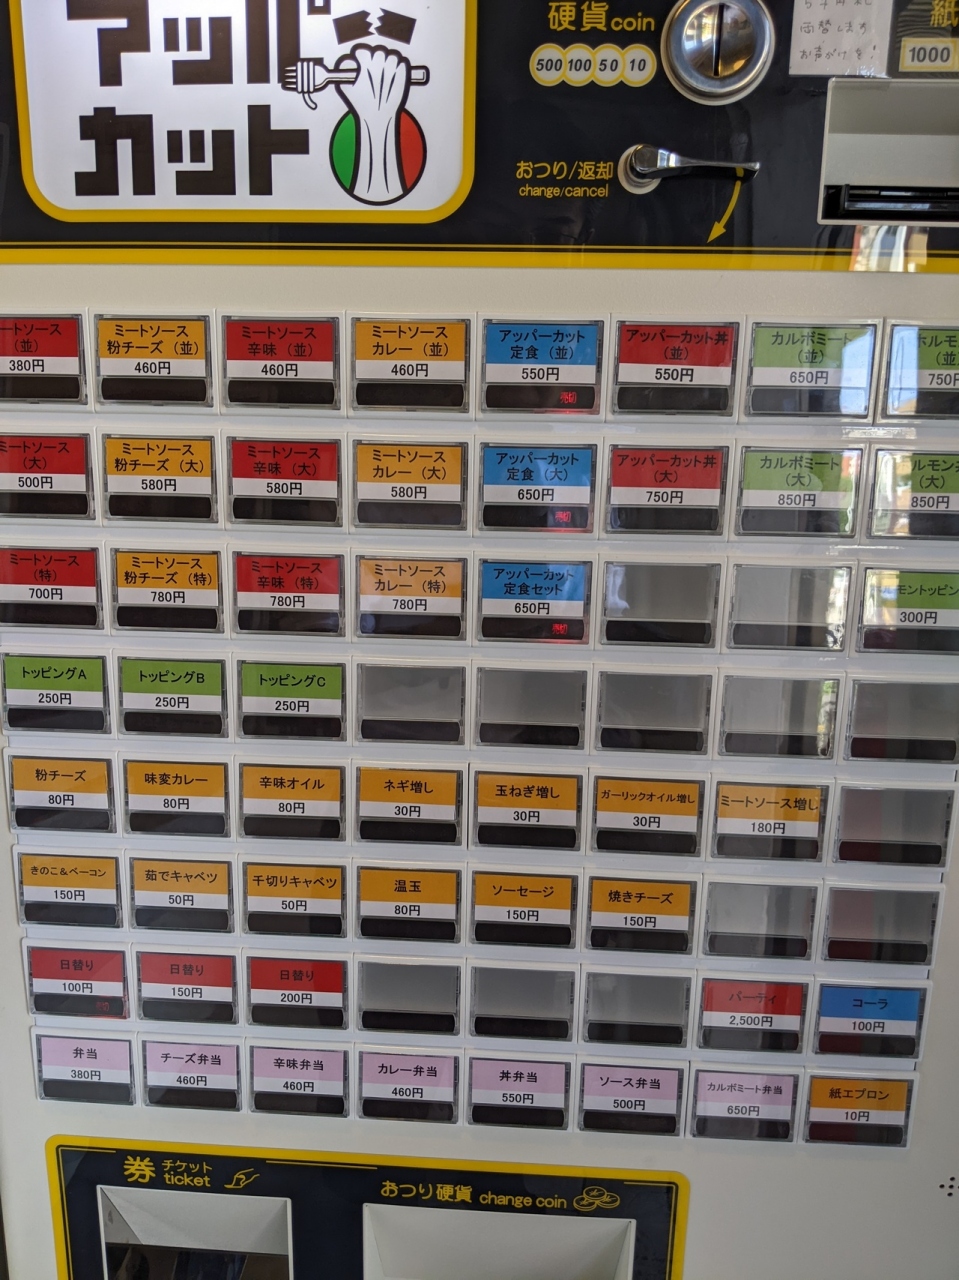 アッパー
カット
硬貨 coin
500 100 50 10
両替します
お声がけを!
紙
1000
おつり/返却
change/cancel
ートソース
(並)
380円
ミートソース
粉チーズ(並)
460円
ミートソース
辛味(並)
460円
ミートソース
カレー(並)
460円
アッパーカット
定食(並)
550円
売切
アッパーカット丼
(並)
550円
カルボミート
(並)
650円
ホルモ
(並
750円
ミートソース
(大)
500円
ミートソース
粉チーズ(大)
580円
ミートソース
辛味(大)
580円
ミートソース
カレー(大)
580円
アッパーカット
定食(大)
650円
売切
アッパーカット丼
(大)
750円
カルボミート
(大)
850円
ルモン
(大)
850円
ミートソース
(特)
700円
ミートソース
粉チーズ(特)
780円
ミートソース
辛味(特)
780円
ミートソース
カレー(特)
780円
アッパーカット
定食セット
650円
売切
モントッピン
300円
トッピングA
250円
トッピングB
250円
トッピングC
250円
粉チーズ
80円
味変カレー
80円
辛味オイル
80円
ネギ増し
30円
玉ねぎ増し
30円
ガーリックオイル増し
30円
ミートソース増し
180円
きのこ&ベーコン
150円
茹でキャベツ
50円
千切りキャベツ
50円
温玉
80円
ソーセージ
150円
焼きチーズ
150円
日替り
100円
日替り
150円
日替り
200円
パーティ
2,500円
コーラ
100円
弁当
380円
チーズ弁当
460円
辛味弁当
460円
カレー弁当
460円
丼弁当
550円
ソース弁当
500円
カルボミート弁当
650円
紙エプロン
10円
券 チケット
ticket
おつり硬貨 change coin